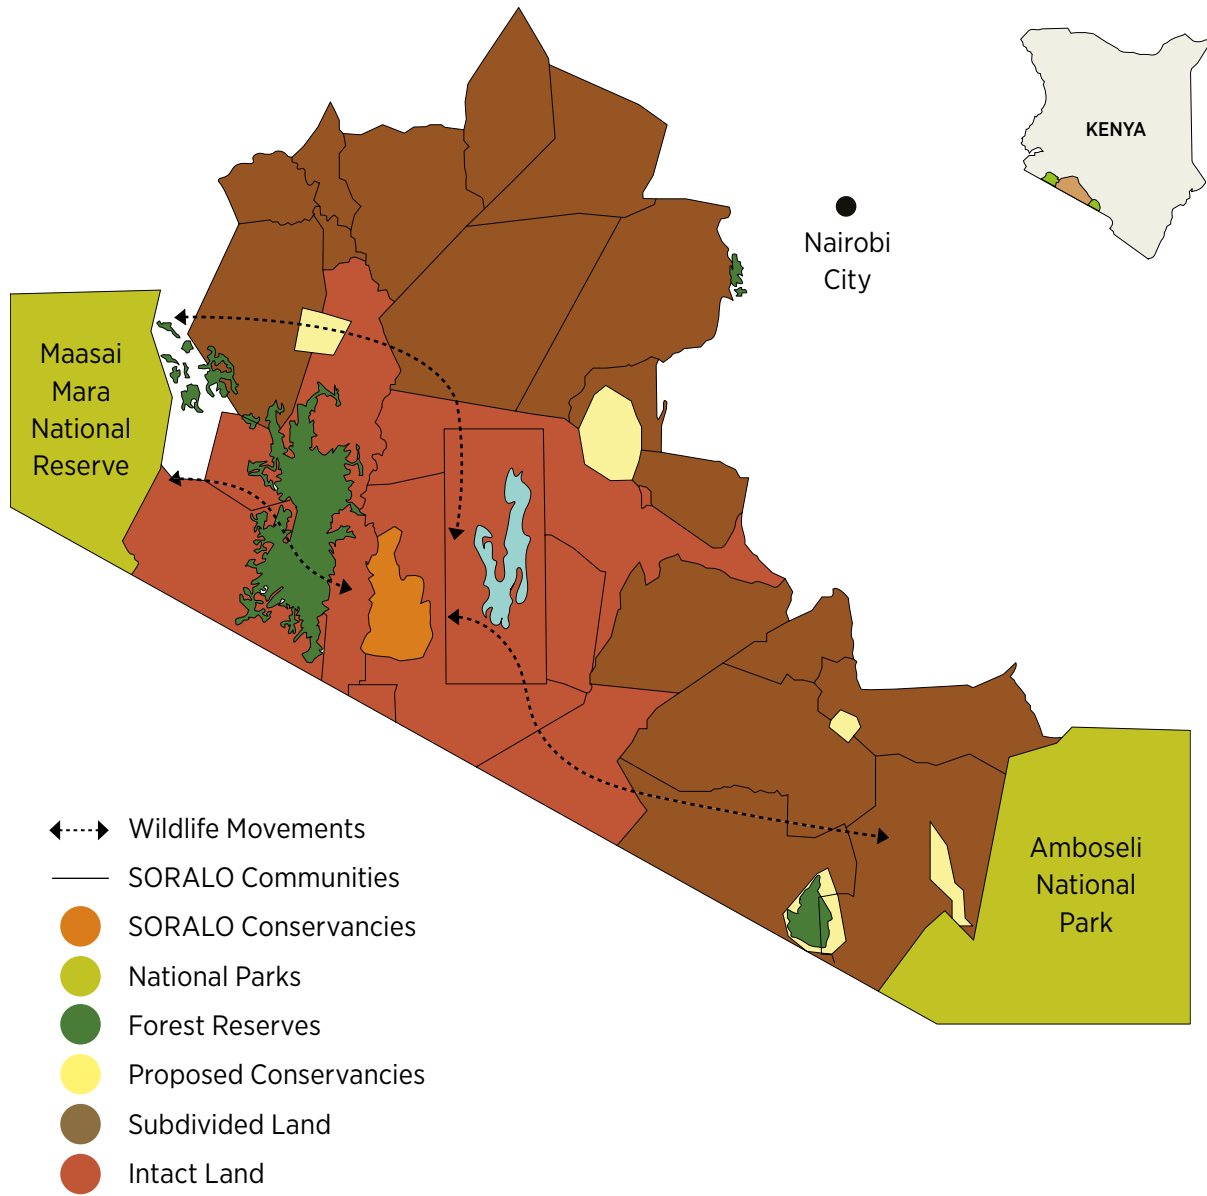 KENYA
Nairobi
City
Maasai
Mara
National
Reserve
Amboseli
National
Park
Wildlife Movements
SORALO Communities
SORALO Conservancies
National Parks
Forest Reserves
Proposed Conservancies
Subdivided Land
Intact Land